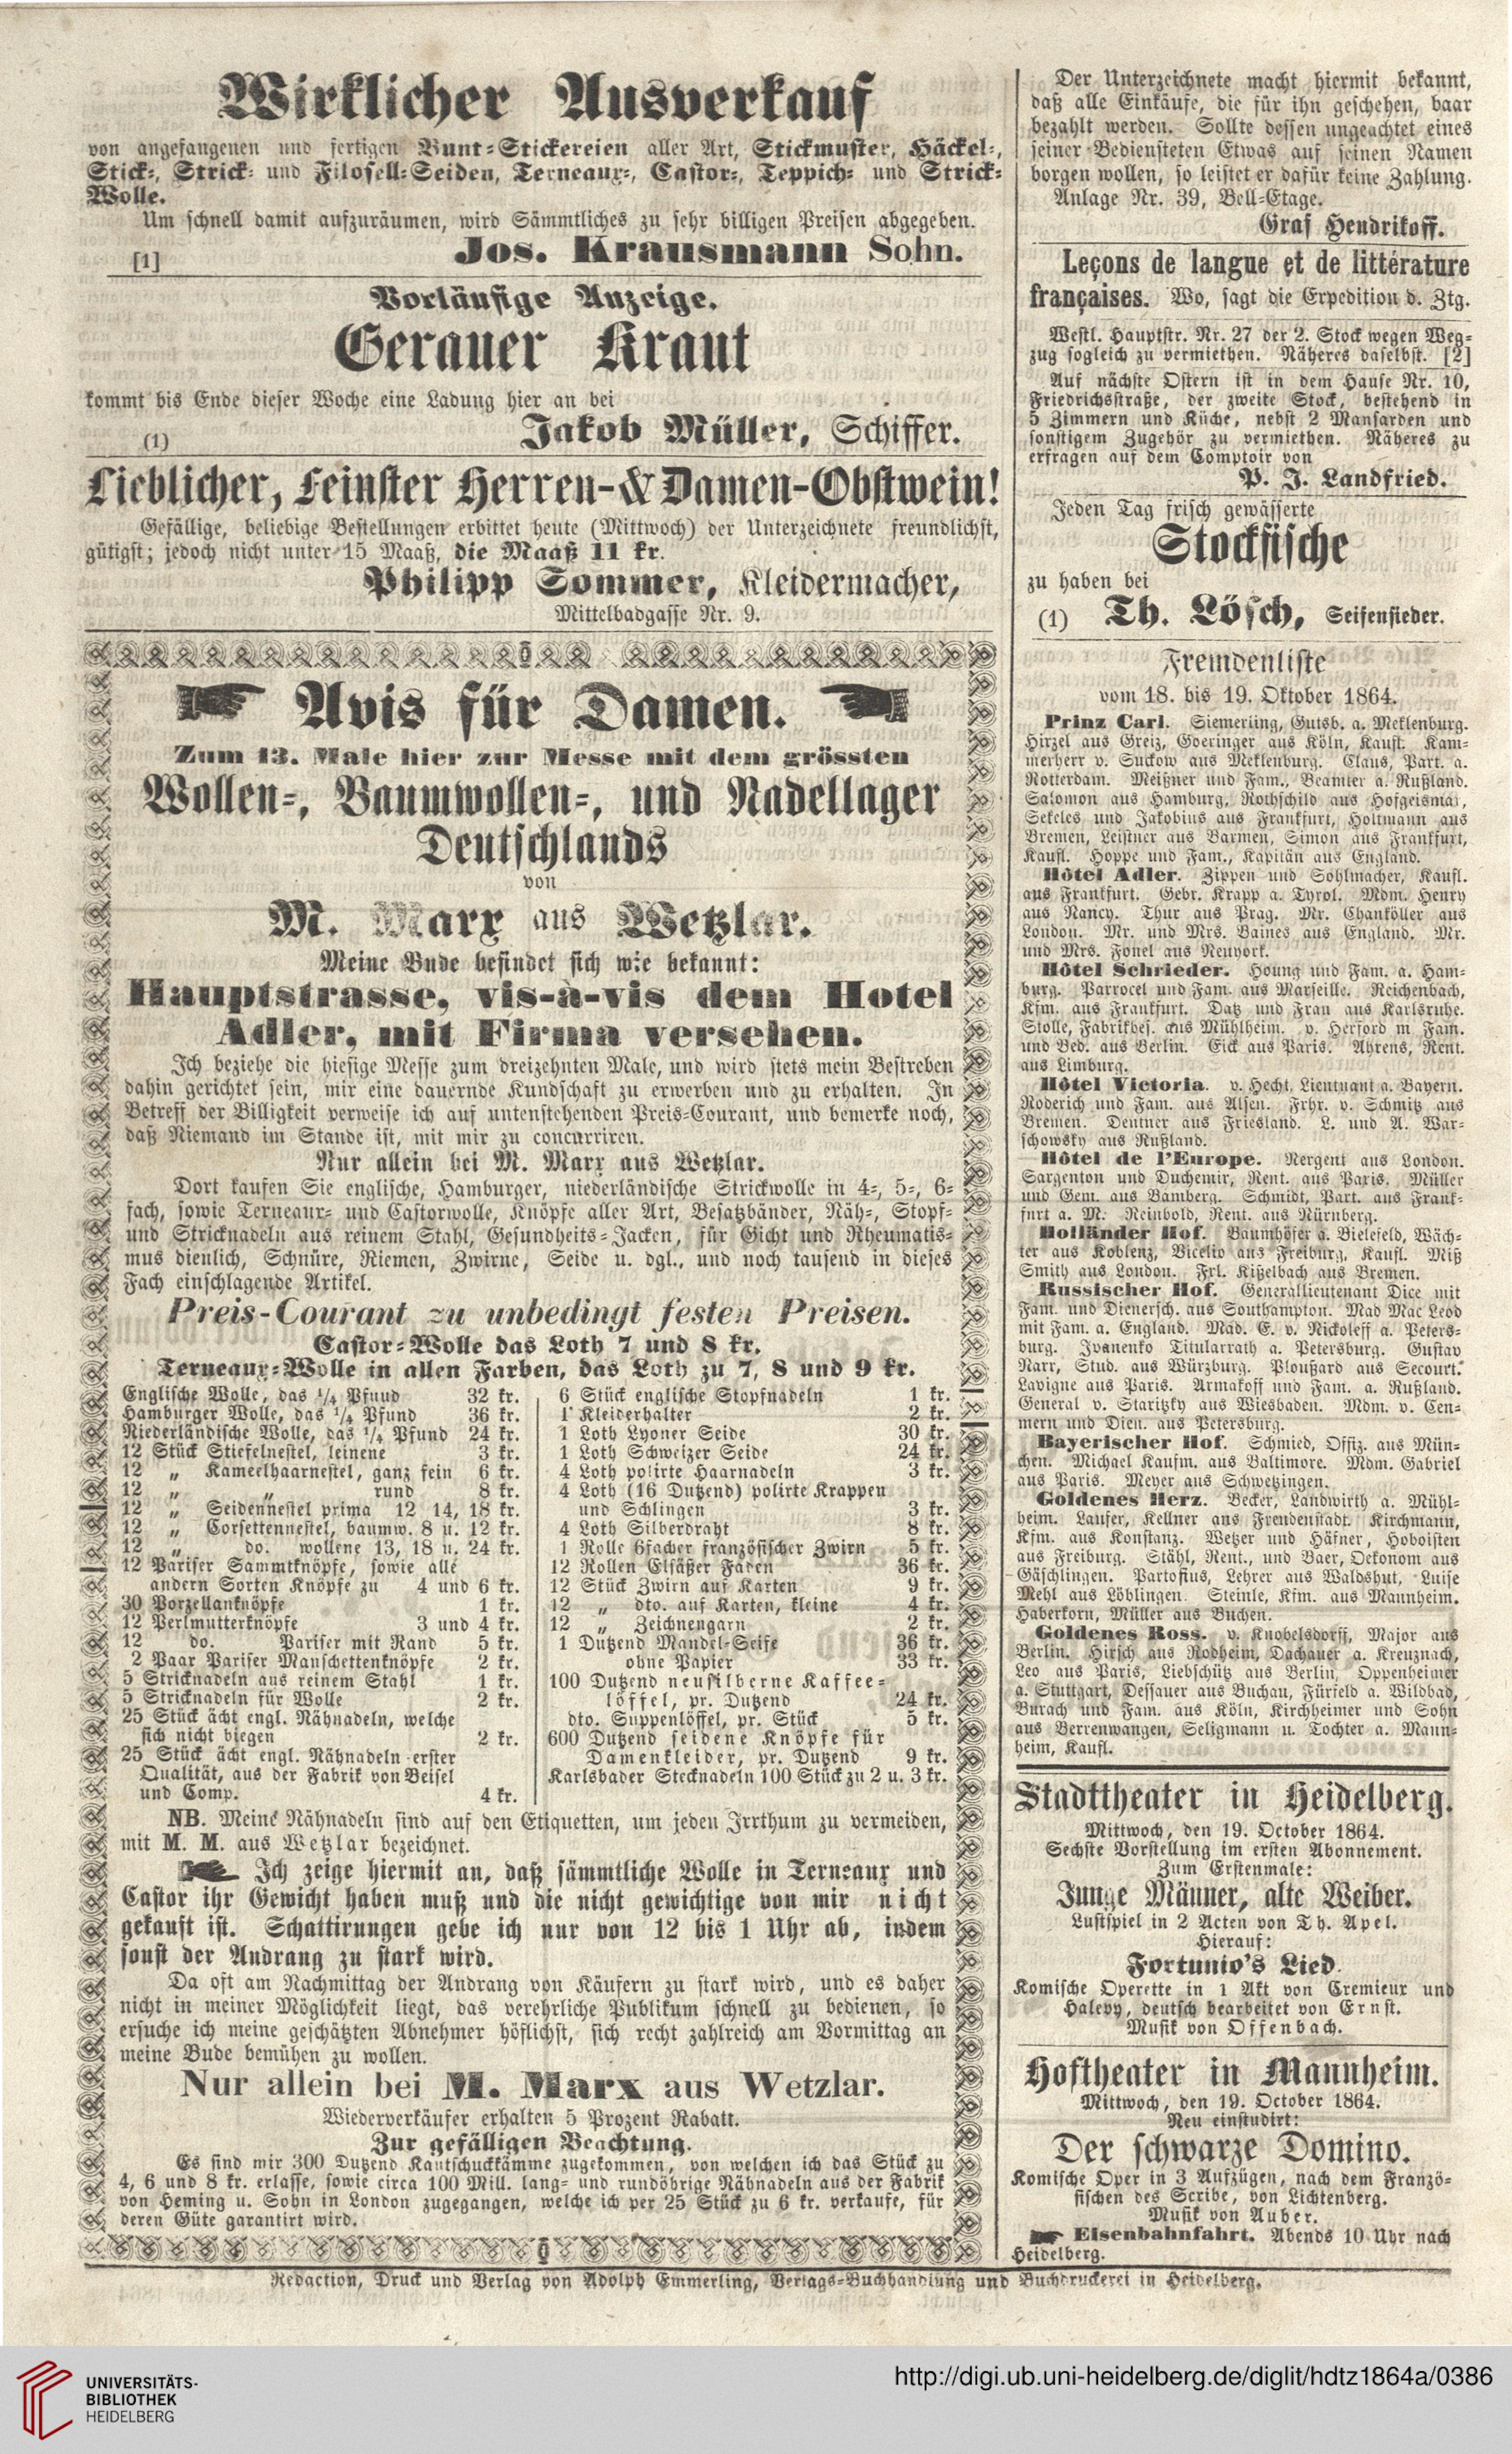 Wirklicher Ausverkauf
von angefangenen und fertigen Bunt-Stickereien aller Art, Stickmuster, Häckel-,
Stick-, Strick- und Filosell-Seiden, Terneaux-, Castor-, Teppich- und Strick-
Wolle.
Um schnell damit aufzuräumen, wird Sämmtliches zu sehr billigen Preisen abgegeben.
[1] Jos. Krausmann Sohn.
Vorläufige Anzeige.
Gerauer Kraut
kommt bis Ende dieser Woche eine Ladung hier an bei
(1) Jakob Müller, Schiffer.
Lieblicher, feinster Herren-& Damen-Obstwein!
Gefällige, beliebige Bestellungen erbittet heute (Mittwoch) der Unterzeichnete freundlichst,
gütigst; jedoch nicht unter 15 Maaß, die Maaß 11 kr.
Philipp Sommer, Kleidermacher,
Mittelbadgasse Nr. 9.
Avis für Damen.
Zum 13. Male hier zur Messe mit dem grössten
Wollen-, Baumwollen-, und Nadellager
Deutschlands
von
M. Marx aus Wetzlar.
Meine Bude befindet sich wie bekannt:
Hauptstrasse, vis-à-vis dem Hotel
Adler, mit Firma versehen.
Ich beziehe die hiesige Messe zum dreizehnten Male, und wird stets mein Bestreben
dahin gerichtet sein, mir eine dauernde Kundschaft zu erwerben und zu erhalten. In
Betreff der Billigkeit verweise ich auf untenstehenden Preis-Courant, und bemerke noch,
daß Niemand im Stande ist, mit mir zu concurriren.
Nur allein bei M. Marx aus Wetzlar.
Dort kaufen Sie englische, Hamburger, niederländische Strickwolle in 4-, 5-, 6-
fach, sowie Terneaux- und Castorwolle, Knöpfe aller Art, Besatzbänder, Näh-, Stopf-
und Stricknadeln aus reinem Stahl, Gesundheits-Jacken, für Gicht und Rheumatis-
mus dienlich, Schnüre, Riemen, Zwirne, Seide u. dgl., und noch tausend in dieses
Fach einschlagende Artikel.
Preis-Courant zu unbedingt festen Preisen.
Castor-Wolle das Loth 7 und 8 kr.
Terneaux-Wolle in allen Farben, das Loth zu 7, 8 und 9 kr.
Englische Wolle, das 1/4 Pfund 32 kr.
Hamburger Wolle, das 1/4 Pfund 36 kr.
Niederländische Wolle, das 1/4 Pfund 24 kr.
12 Stück Stiefelnestel, leinene 3 kr.
12 „ Kameelhaarnestel, ganz fein 6 kr.
12 „ „ rund 8 kr.
12 „ Seidennestel prima 12 14, 18 kr.
12 „ Corsettennestel, baumw. 8 u. 12 kr.
12 „ do. wollene 13, 18 u. 24 kr.
12 Pariser Sammtknöpfe, sowie alle
andern Sorten Knöpfe zu 4 und 6 kr.
30 Porzellanknöpfe 1 kr.
12 Perlmutterknöpfe 3 und 4 kr.
12 do. Pariser mit Rand 5 kr.
2 Paar Pariser Manschettenknöpfe 2 kr.
5 Stricknadeln aus reinem Stahl 1 kr.
5 Stricknadeln für Wolle 2 kr.
25 Stück ächt engl. Nähnadeln, welche
sich nicht biegen 2 kr.
25 Stück ächt engl. Nähnadeln erster
Qualität, aus der Fabrik von Beisel
und Comp. 4 kr.
6 Stück englische Stopfnadeln 1 kr.
1 Kleiderhalter 2 kr.
1 Loth Lyoner Seide 30 kr.
1 Loth Schweizer Seide 24 kr.
4 Loth polirte Haarnadeln 3 kr.
4 Loth (16 Dutzend) polirte Krappen
und Schlingen 3 kr.
4 Loth Silberdraht 8 kr.
1 Rolle 6facher französischer Zwirn 5 kr.
12 Rollen Elsäßer Faden 36 kr.
12 Stück Zwirn auf Karten 9 kr.
12 „ dto. auf Karten, kleine 4 kr.
12 „ Zeichnengarn 2 kr.
1 Dutzend Mandel-Seife 36 kr.
ohne Papier 33 kr.
100 Dutzend neusilberne Kaffee-
löffel, pr. Dutzend 24 kr.
dto. Suppenlöffel, pr. Stück 5 kr.
600 Dutzend seidene Knöpfe für
Damenkleider, pr. Dutzend 9 kr.
Karlsbader Stecknadeln 100 Stück zu 2 u. 3 kr.
NB. Meine Nähnadeln sind auf den Etiquetten, um jeden Irrthum zu vermeiden,
mit M. M. aus Wetzlar bezeichnet.
Ich zeige hiermit an, daß sämmtliche Wolle in Terneaux und
Castor ihr Gewicht haben muß und die nicht gewichtige von mir nicht
gekauft ist. Schattirungen gebe ich nur von 12 bis 1 Uhr ab, indem
sonst der Andrang zu stark wird.
Da oft am Nachmittag der Andrang von Käufern zu stark wird, und es daher
nicht in meiner Möglichkeit liegt, das verehrliche Publikum schnell zu bedienen, so
ersuche ich meine geschätzten Abnehmer höflichst, sich recht zahlreich am Vormittag an
meine Bude bemühen zu wollen.
Nur allein bei M. Marx aus Wetzlar.
Wiederverkäufer erhalten 5 Prozent Rabatt.
Zur gefälligen Beachtung.
Es sind mir 300 Dutzend Kautschuckkämme zugekommen, von welchen ich das Stück zu
4, 6 und 8 kr. erlasse, sowie circa 100 Mill. lang- und rundöhrige Nähnadeln aus der Fabrik
von Heming u. Sohn in London zugegangen, welche ich per 25 Stück zu 6 kr. verkaufe, für
deren Güte garantirt wird.
Der Unterzeichnete macht hiermit bekannt,
daß alle Einkäufe, die für ihn geschehen, baar
bezahlt werden. Sollte dessen ungeachtet eines
seiner Bediensteten Etwas auf seinen Namen
borgen wollen, so leistet er dafür keine Zahlung.
Anlage Nr. 39, Bell-Etage.
Graf Hendrikoff.
Leçons de langue et de littérature
françaises. Wo, sagt die Expedition d. Ztg.
Westl. Hauptstr. Nr. 27 der 2. Stock wegen Weg-
zug sogleich zu vermiethen. Näheres daselbst. [2]
Auf nächste Ostern ist in dem Hause Nr. 10,
Friedrichsstraße, der zweite Stock, bestehend in
5 Zimmern und Küche, nebst 2 Mansarden und
sonstigem Zugehör zu vermiethen. Näheres zu
erfragen auf dem Comptoir von
P. J. Landfried.
Jeden Tag frisch gewässerte
Stockfische
zu haben bei
(1) Th. Lösch, Seifensieder.
Fremdenliste
vom 18. bis 19. Oktober 1864.
Prinz Carl. Siemerling, Gutsb. a. Meklenburg.
Hirzel aus Greiz, Goeringer aus Köln, Kaufl. Kam-
merherr v. Suckow aus Meklenburg. Claus, Part. a.
Rotterdam. Meißner und Fam., Beamter a. Rußland.
Salomon aus Hamburg, Rothschild aus Hofgeismar,
Sekeles und Jakobius aus Frankfurt, Holtmann aus
Bremen, Leistner aus Barmen, Simon aus Frankfurt,
Kaufl. Hoppe und Fam., Kapitän aus England.
Hôtel Adler. Zippen und Sohlmacher, Kaufl.
aus Frankfurt. Gebr. Krapp a. Tyrol. Mdm. Henry
aus Nancy. Thur aus Prag. Mr. Chanköller aus
London. Mr. und Mrs. Baines aus England. Mr.
und Mrs. Fonel aus Neuyork.
Hôtel Schrieder. Houng und Fam. a. Ham-
burg. Parrocel und Fam. aus Marseille. Reichenbach,
Kfm. aus Frankfurt. Datz und Frau aus Karlsruhe.
Stolle, Fabrikbes. aus Mühlheim. v. Herford m Fam.
und Bed. aus Berlin. Eick aus Paris. Ahrens, Rent.
aus Limburg.
Hôtel Victoria. v. Hecht, Lieutnant a. Bayern.
Roderich und Fam. aus Alsen. Frhr. v. Schmitz aus
Bremen. Dentner aus Friesland. L. und A. War-
schowsky aus Rußland.
Hôtel de l'Europe. Nergent aus London.
Sargenton und Duchemir, Rent. aus Paris. Müller
und Gem. aus Bamberg. Schmidt, Part. aus Frank-
furt a. M. Reinbold, Rent. aus Nürnberg.
Holländer Hof. Baumhöfer a. Bielefeld, Wäch-
ter aus Koblenz, Vicelio aus Freiburg, Kaufl. Miß
Smith aus London. Frl. Kißelbach aus Bremen.
Russischer Hof. Generallieutenant Dice mit
Fam. und Dienersch. aus Southampton. Mad Mac Leod
mit Fam. a. England. Mad. E. v. Nickoleff a. Peters-
burg. Ivanenko Titularrath a. Petersburg. Gustav
Narr, Stud. aus Würzburg. Ploußard aus Secourt.
Lavigne aus Paris. Armakoff und Fam. a. Rußland.
General v. Staritzky aus Wiesbaden. Mdm. v. Cen-
mern und Dien. aus Petersburg.
Bayerischer Hof. Schmied, Offiz. aus Mün-
chen. Michael Kaufm. aus Baltimore. Mdm. Gabriel
aus Paris. Meyer aus Schwetzingen.
Goldenes Herz. Becker, Landwirth a. Mühl-
heim. Laufer, Kellner aus Freudenstadt. Kirchmann,
Kfm. aus Konstanz. Wetzer und Häfner, Hoboisten
aus Freiburg. Stähl, Rent., und Baer, Oekonom aus
Gäschlingen. Partofius, Lehrer aus Waldshut, Luise
Mehl aus Löblingen. Steinle, Kfm. aus Mannheim.
Haberkorn, Müller aus Buchen.
Goldenes Ross. v. Knobelsdorff, Major aus
Berlin. Hirsch aus Rodheim, Dachauer a. Kreuznach,
Leo aus Paris, Liebschütz aus Berlin, Oppenheimer
a. Stuttgart, Dessauer aus Buchau, Fürfeld a. Wildbad,
Burach und Fam. aus Köln, Kirchheimer und Sohn
aus Berrenwangen, Seligmann u. Tochter a. Mann-
heim, Kaufl.
Stadttheater in Heidelberg.
Mittwoch, den 19. October 1864.
Sechste Vorstellung im ersten Abonnement.
Zum Erstenmale:
Junge Männer, alte Weiber.
Lustspiel in 2 Acten von Th. Apel.
Hierauf:
Fortunio's Lied.
Komische Operette in 1 Akt von Cremieux und
Halevy, deutsch bearbeitet von Ernst.
Musik von Offenbach.
Hoftheater in Mannheim.
Mittwoch, den 19. October 1864.
Neu einstudirt:
Der schwarze Domino.
Komische Oper in 3 Aufzügen, nach dem Franzö-
sischen des Scribe, von Lichtenberg.
Musik von Auber.
Eisenbahnfahrt. Abends 10 Uhr nach
Heidelberg.
Redaction, Druck und Verlag von Adolph Emmerling, Verlags-Buchhandlung und Buchdruckerei in Heidelberg.
UNIVERSITÄTS-
BIBLIOTHEK
HEIDELBERG
http://digi.ub.uni-heidelberg.de/diglit/hdtz1864a/0386